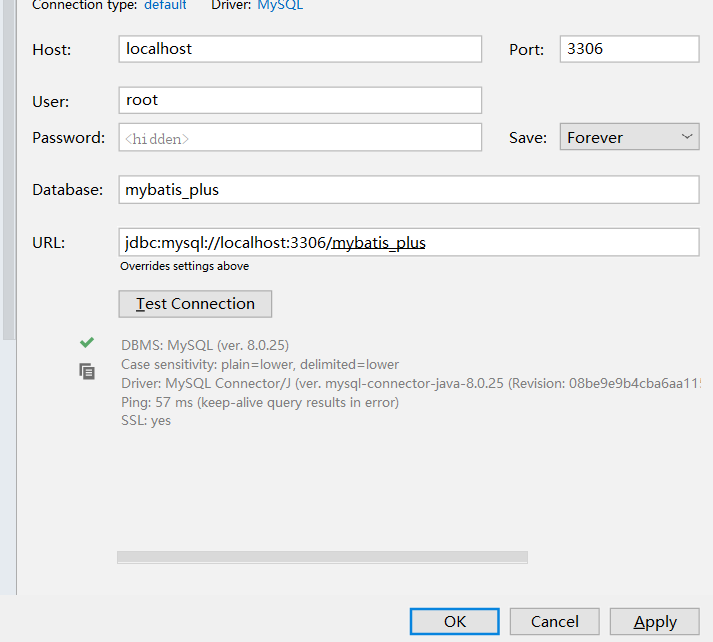 Connection type: default Driver: MySQL
Host: localhost Port: 3306
User: root
Password: <hidden> Save: Forever
Database: mybatis_plus
URL: jdbc:mysql://localhost:3306/mybatis_plus
Overrides settings above
Test Connection
DBMS: MySQL (ver. 8.0.25)
Case sensitivity: plain=lower, delimited=lower
Driver: MySQL Connector/J (ver. mysql-connector-java-8.0.25 (Revision: 08be9e9b4cba6aa115
Ping: 57 ms (keep-alive query results in error)
SSL: yes
OK Cancel Apply